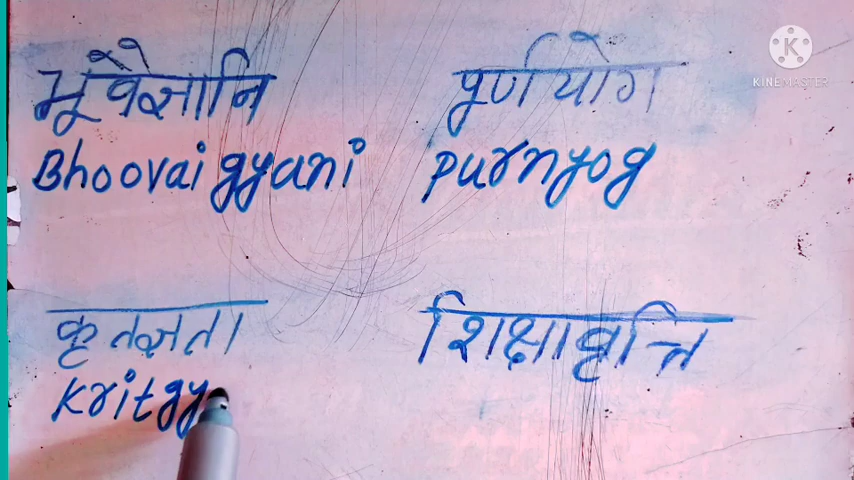 भूवैज्ञानि
Bhoovaigyani
पूर्णयोग
Purnyog
कृतज्ञता
Kritgy
शिक्षावृत्ति
K
KINEMASTER